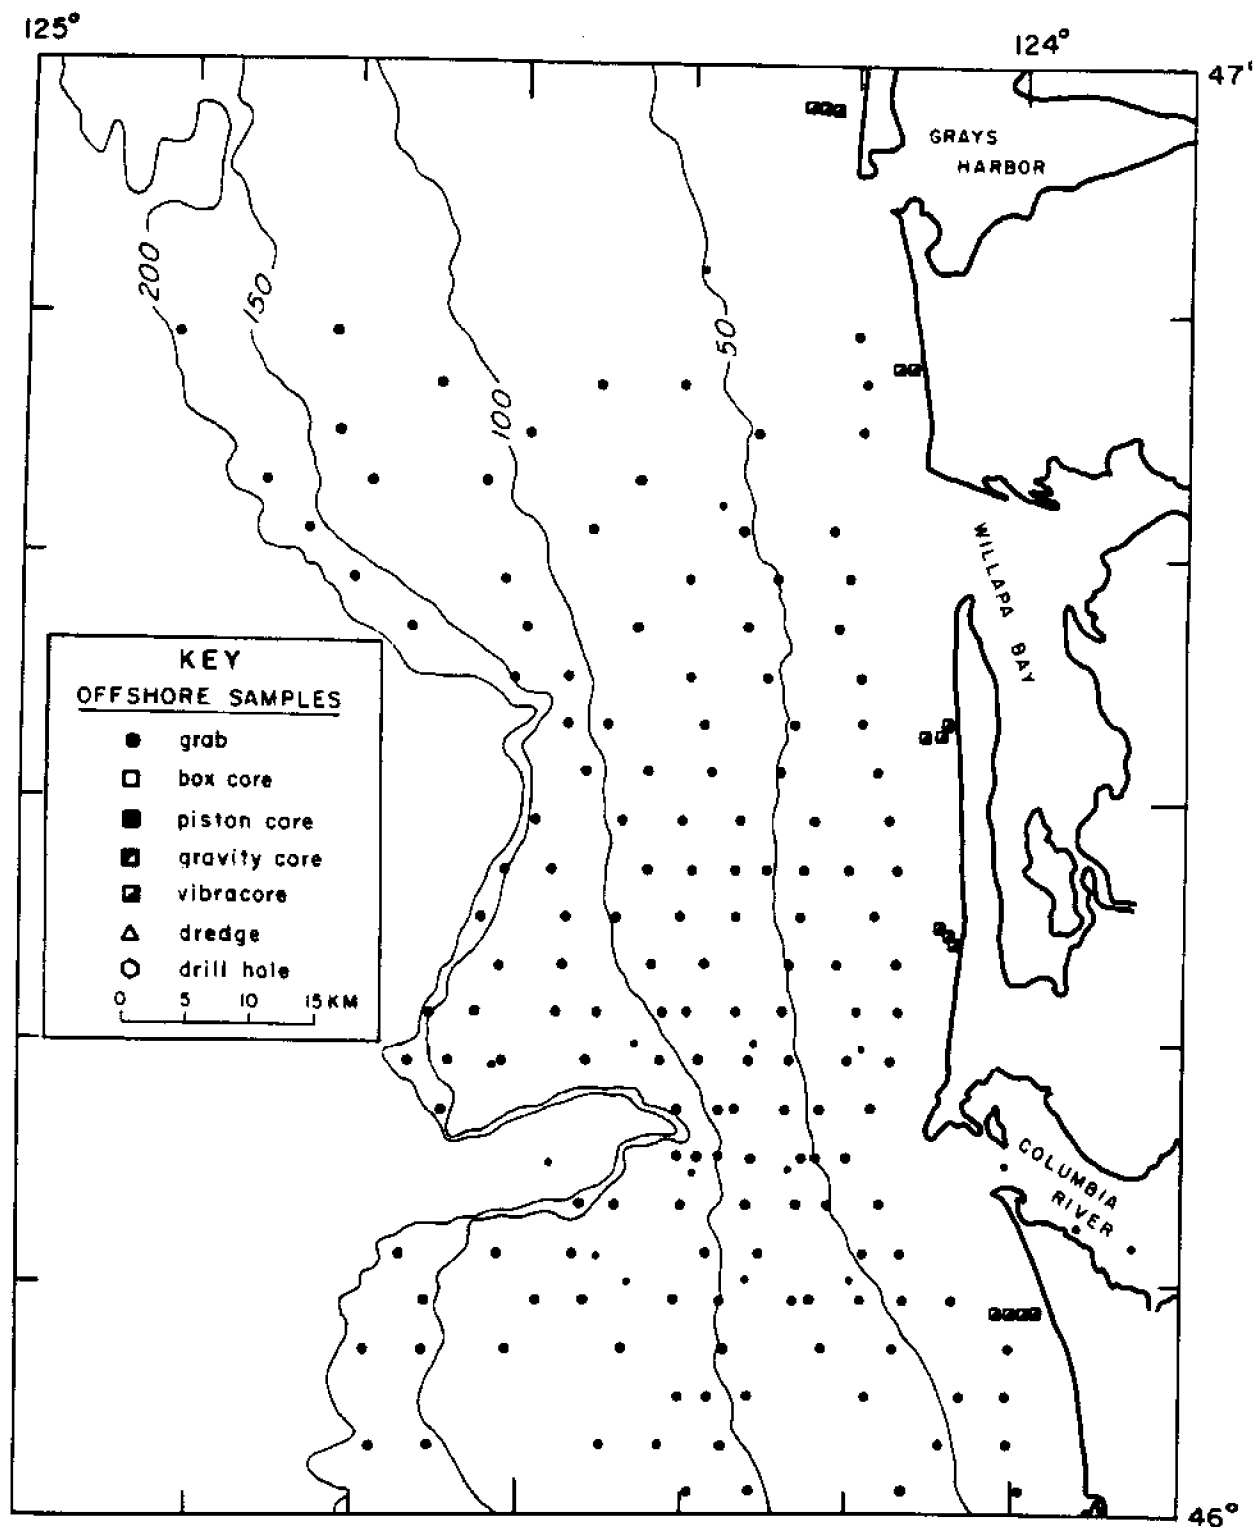 125°
124°
47°
GRAYS
HARBOR
200
150
50
100
WILLAPA BAY
KEY
OFFSHORE SAMPLES
grab
box core
piston core
gravity core
vibracore
dredge
drill hole
0 5 10 15 KM
COLUMBIA
RIVER
46°